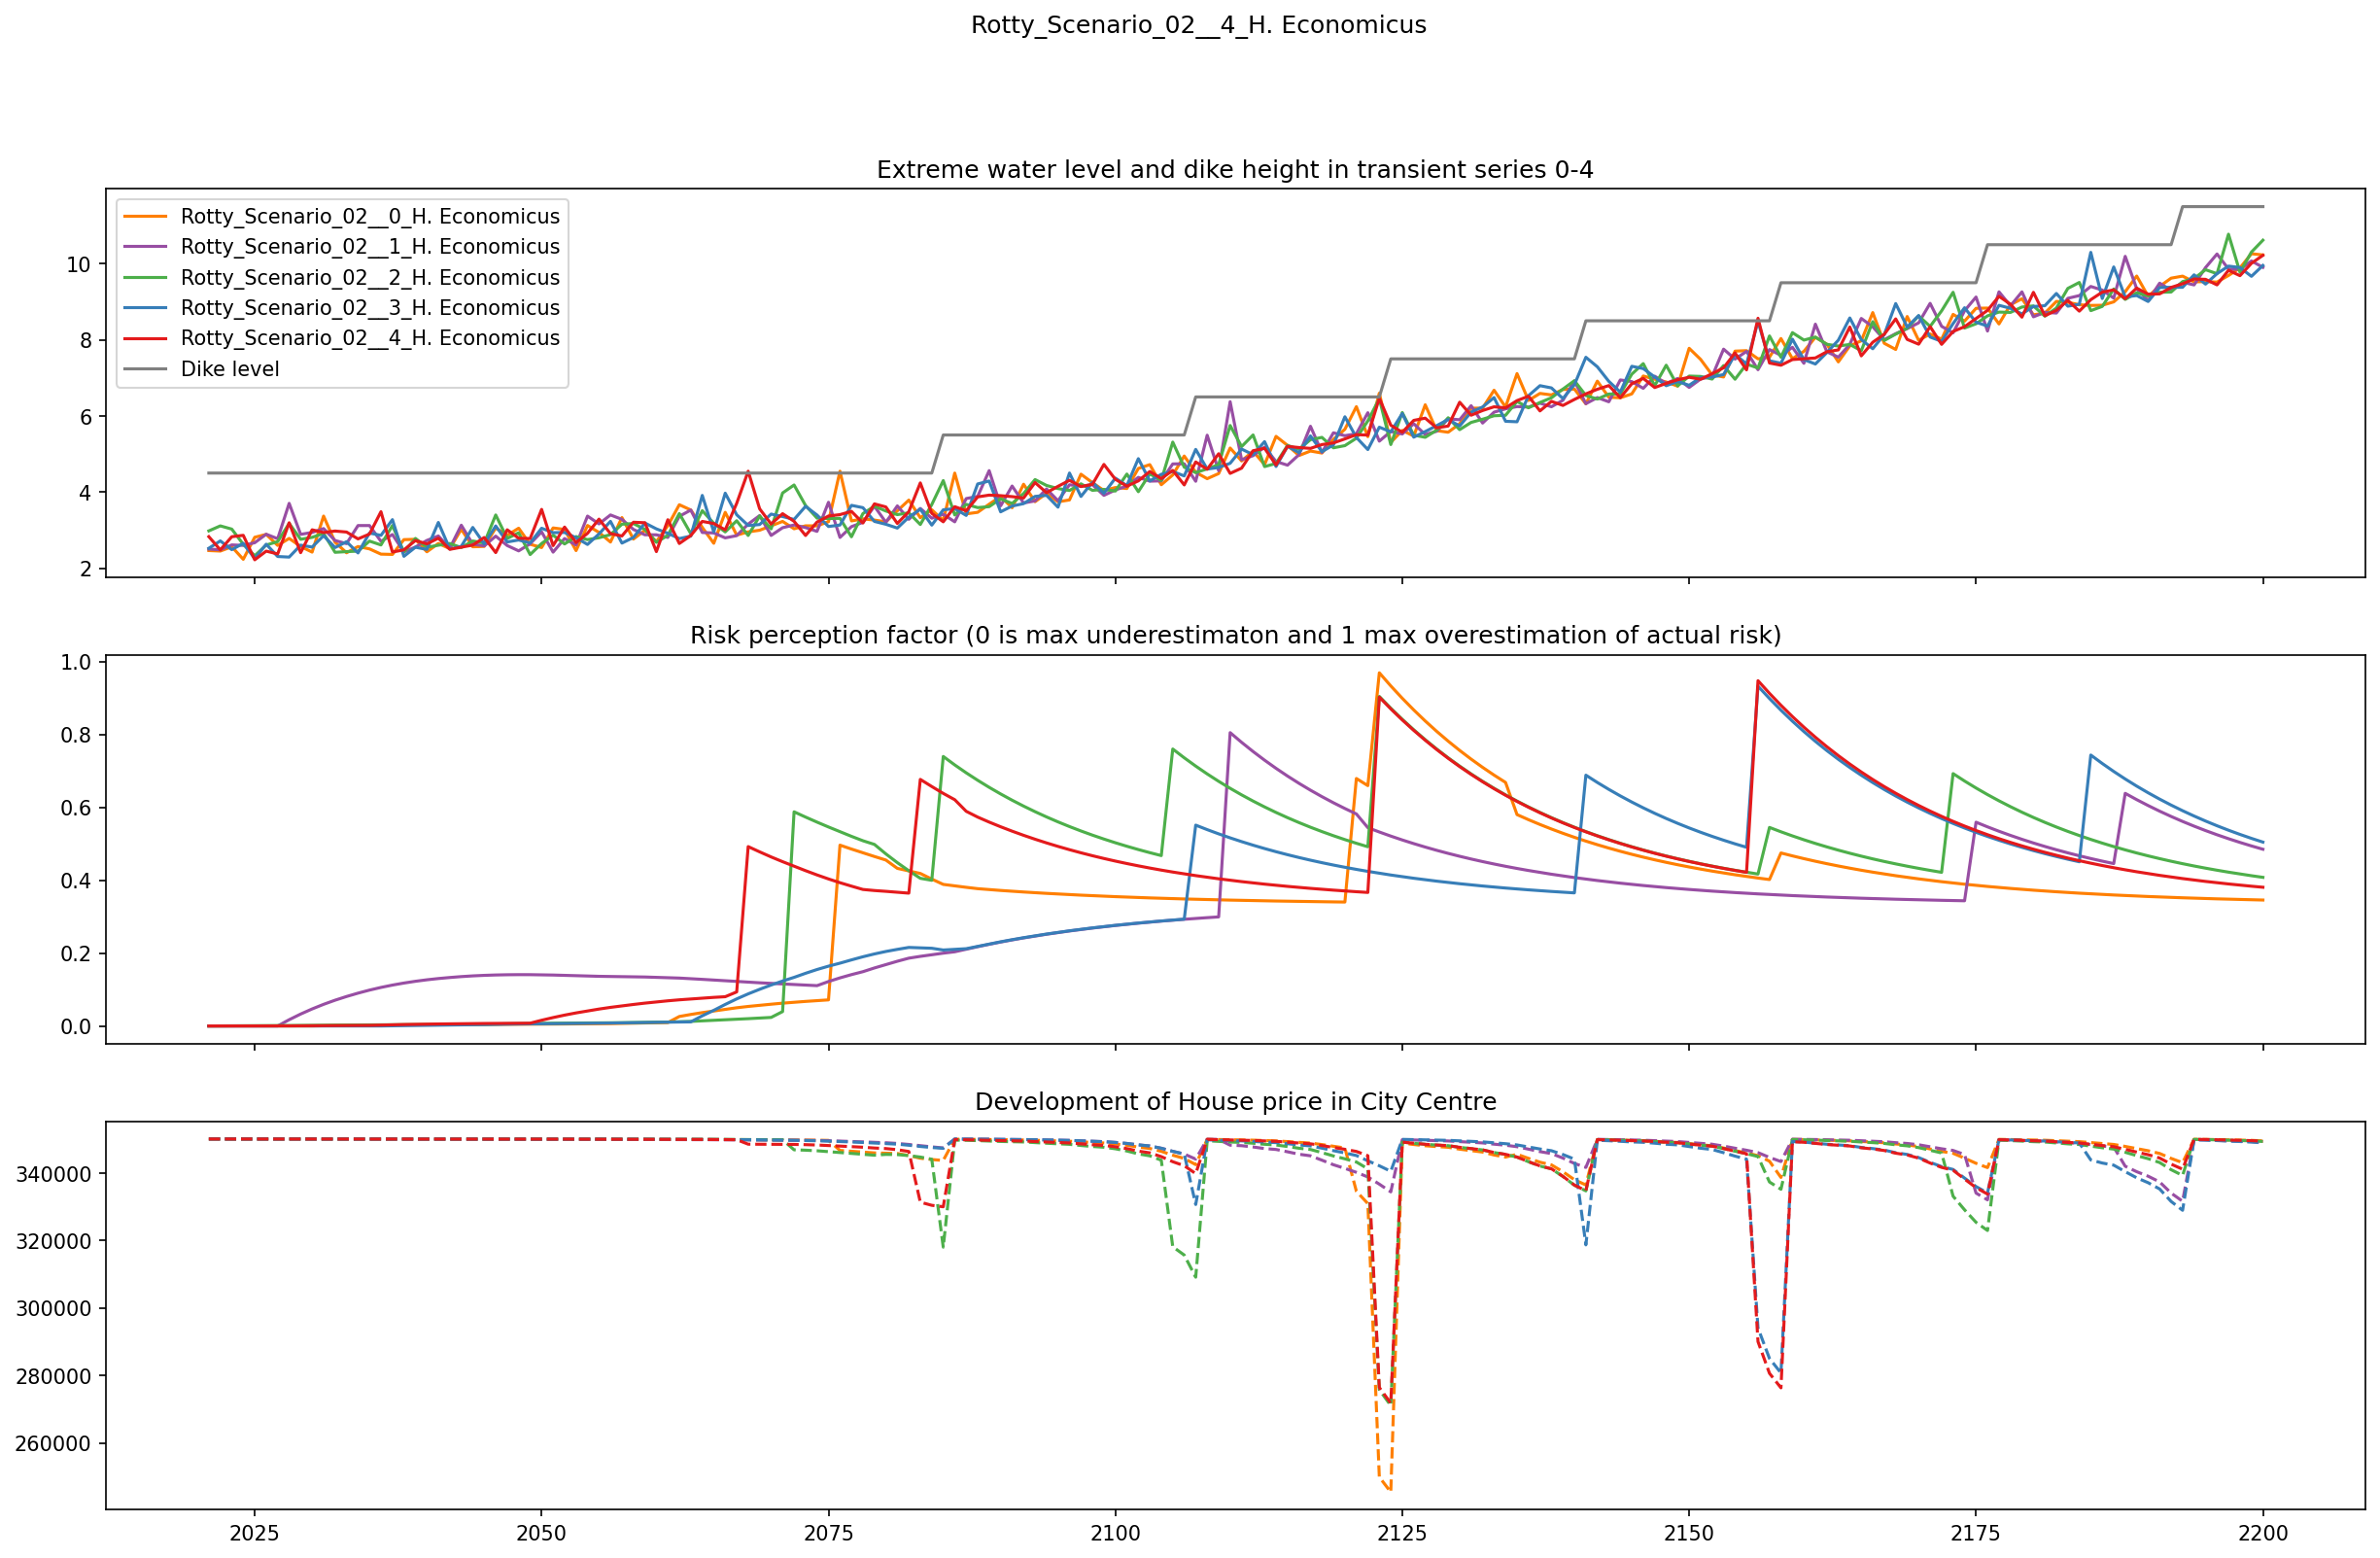 Rotty_Scenario_02__4_H. Economicus
Extreme water level and dike height in transient series 0-4
Rotty_Scenario_02__0_H. Economicus
Rotty_Scenario_02__1_H. Economicus
Rotty_Scenario_02__2_H. Economicus
Rotty_Scenario_02__3_H. Economicus
Rotty_Scenario_02__4_H. Economicus
Dike level
10
8
6
4
2
Risk perception factor (0 is max underestimaton and 1 max overestimation of actual risk)
1.0
0.8
0.6
0.4
0.2
0.0
Development of House price in City Centre
340000
320000
300000
280000
260000
2025 2050 2075 2100 2125 2150 2175 2200